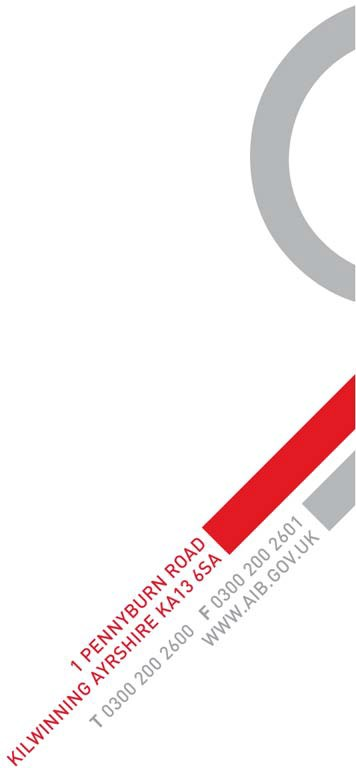 1 PENNYBURN ROAD
KILWINNING AYRSHIRE KA13 6SA
T 0300 200 2600 F 0300 200 2601
WWW.AIB.GOV.UK